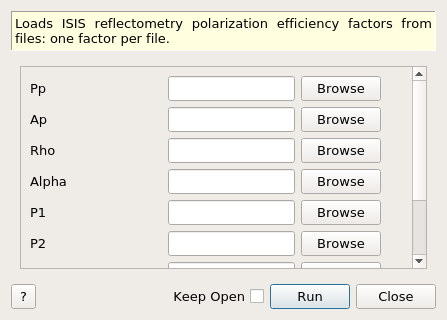 Loads ISIS reflectometry polarization efficiency factors from
files: one factor per file.
Pp Browse
Ap Browse
Rho Browse
Alpha Browse
P1 Browse
P2 Browse
? Keep Open Run Close